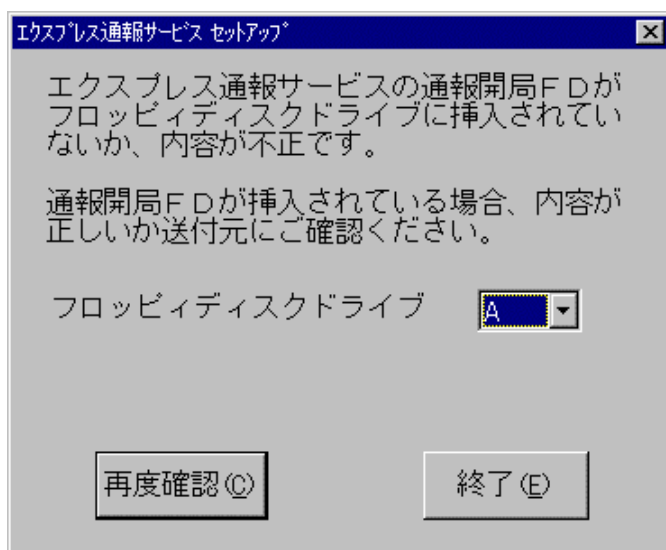 エクスプレス通報サービス セットアップ
エクスプレス通報サービスの通報開局ＦＤが
フロッピィディスクドライブに挿入されてい
ないか、内容が不正です。
通報開局ＦＤが挿入されている場合、内容が
正しいか送付元にご確認ください。
フロッピィディスクドライブ A
再度確認(C) 終了(E)